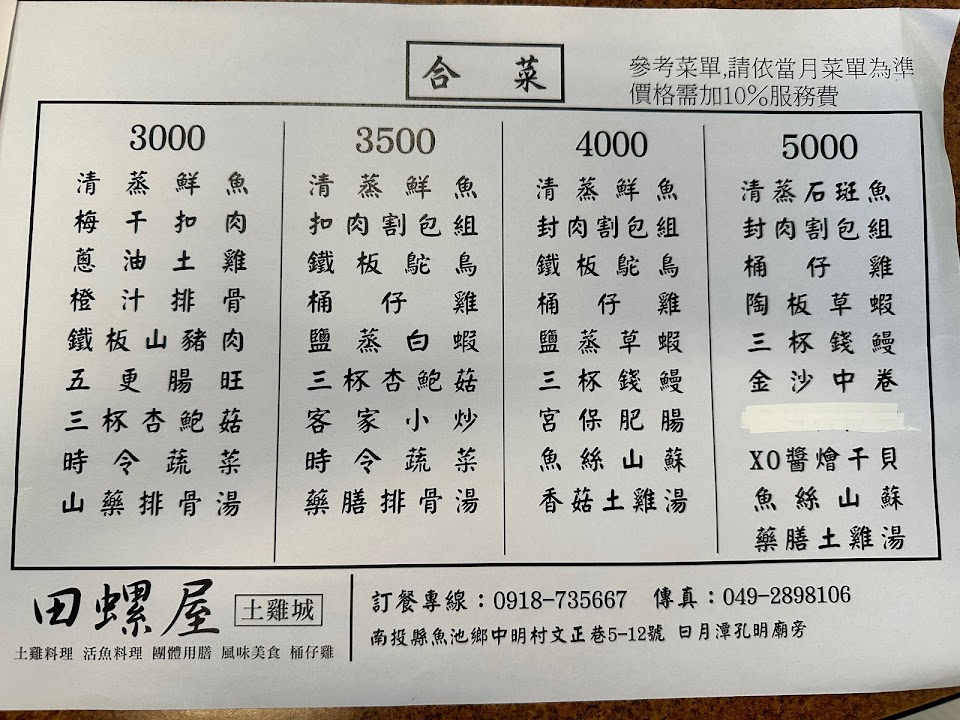 合菜
參考菜單,請依當月菜單為準
價格需加10%服務費
3000
清蒸鮮魚
梅干扣肉
蔥油土雞
橙汁排骨
鐵板山豬肉
五更腸旺
三杯杏鮑菇
時令蔬菜
山藥排骨湯
3500
清蒸鮮魚
扣肉割包組
鐵板鴕鳥
桶仔雞
鹽蒸白蝦
三杯杏鮑菇
客家小炒
時令蔬菜
藥膳排骨湯
4000
清蒸鮮魚
封肉割包組
鐵板鴕鳥
桶仔雞
鹽蒸草蝦
三杯錢鰻
宮保肥腸
魚絲山蘇
香菇土雞湯
5000
清蒸石斑魚
封肉割包組
桶仔雞
陶板草蝦
三杯錢鰻
金沙中卷
XO醬燴干貝
魚絲山蘇
藥膳土雞湯
田螺屋 土雞城
土雞料理 活魚料理 團體用膳 風味美食 桶仔雞
訂餐專線：0918-735667 傳真：049-2898106
南投縣魚池鄉中明村文正巷5-12號 日月潭孔明廟旁